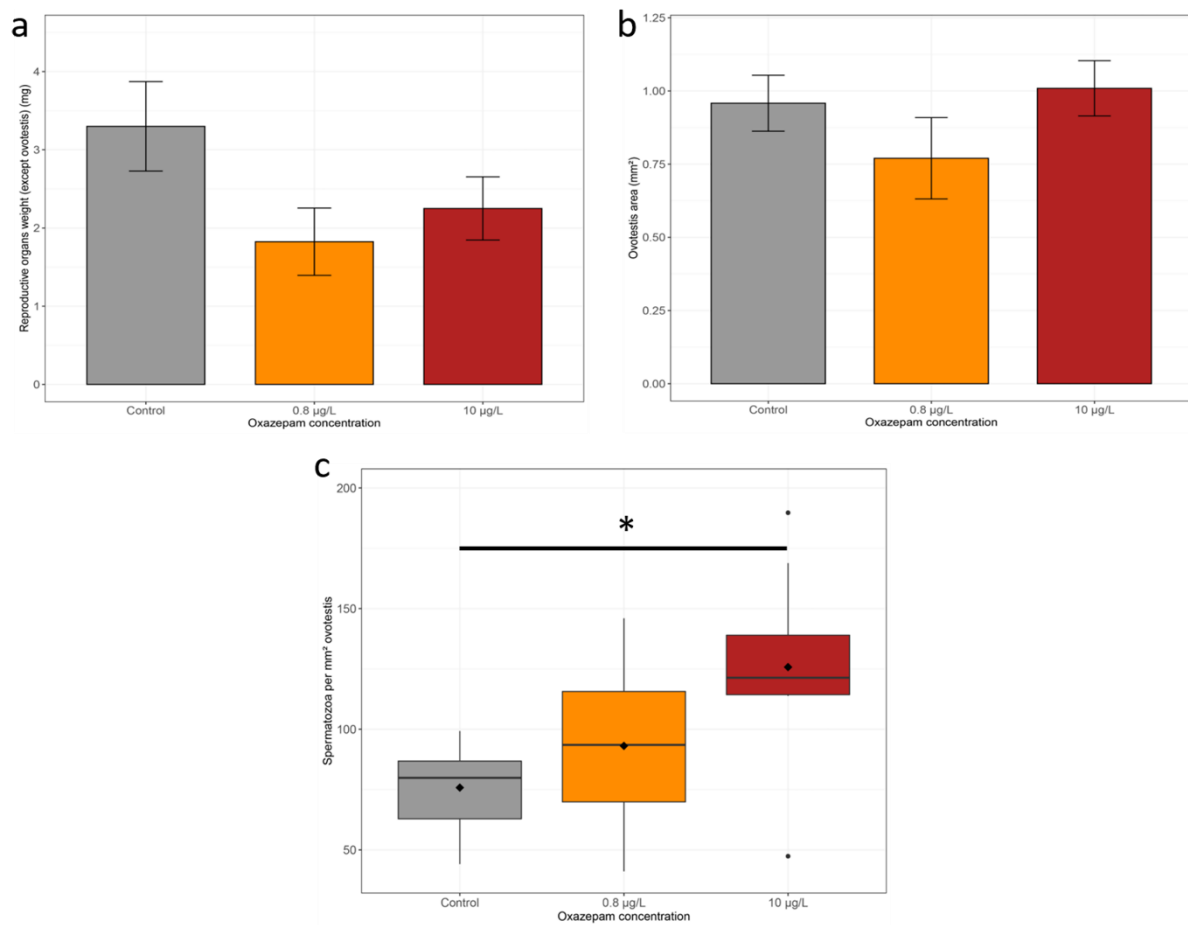 a
Reproductive organs weight (except ovotestis) (mg)
4
3
2
1
0
Control
0.8 µg/L
10 µg/L
Oxazepam concentration
b
Ovotestis area (mm²)
1.25
1.00
0.75
0.50
0.25
0.00
Control
0.8 µg/L
10 µg/L
Oxazepam concentration
c
Spermatozoa per mm² ovotestis
200
150
100
50
*
Control
0.8 µg/L
10 µg/L
Oxazepam concentration